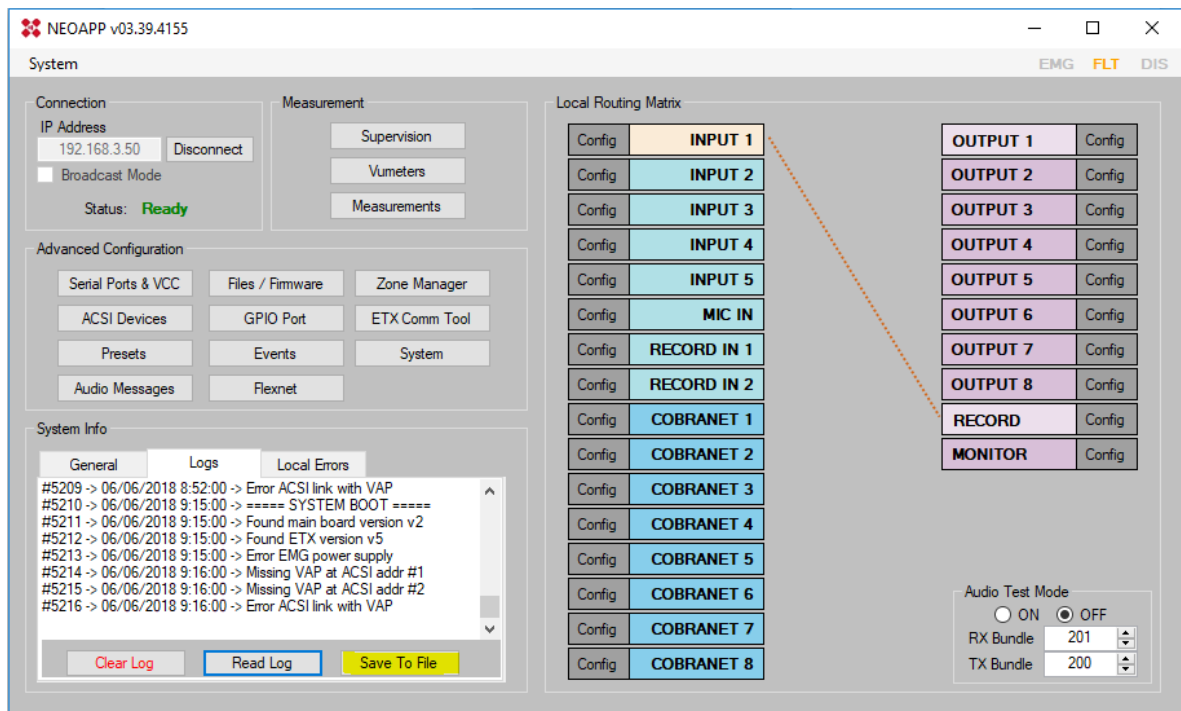 NEOAPP v03.39.4155
System
EMG FLT DIS
Connection
IP Address
192.168.3.50 Disconnect
Broadcast Mode
Status: Ready
Measurement
Supervision
Vumeters
Measurements
Advanced Configuration
Serial Ports & VCC Files / Firmware Zone Manager
ACSI Devices GPIO Port ETX Comm Tool
Presets Events System
Audio Messages Flexnet
System Info
General Logs Local Errors
#5209 -> 06/06/2018 8:52:00 -> Error ACSI link with VAP
#5210 -> 06/06/2018 9:15:00 -> ===== SYSTEM BOOT =====
#5211 -> 06/06/2018 9:15:00 -> Found main board version v2
#5212 -> 06/06/2018 9:15:00 -> Found ETX version v5
#5213 -> 06/06/2018 9:15:00 -> Error EMG power supply
#5214 -> 06/06/2018 9:16:00 -> Missing VAP at ACSI addr #1
#5215 -> 06/06/2018 9:16:00 -> Missing VAP at ACSI addr #2
#5216 -> 06/06/2018 9:16:00 -> Error ACSI link with VAP
Clear Log Read Log Save To File
Local Routing Matrix
Config INPUT 1
Config INPUT 2
Config INPUT 3
Config INPUT 4
Config INPUT 5
Config MIC IN
Config RECORD IN 1
Config RECORD IN 2
Config COBRANET 1
Config COBRANET 2
Config COBRANET 3
Config COBRANET 4
Config COBRANET 5
Config COBRANET 6
Config COBRANET 7
Config COBRANET 8
OUTPUT 1 Config
OUTPUT 2 Config
OUTPUT 3 Config
OUTPUT 4 Config
OUTPUT 5 Config
OUTPUT 6 Config
OUTPUT 7 Config
OUTPUT 8 Config
RECORD Config
MONITOR Config
Audio Test Mode
ON OFF
RX Bundle 201
TX Bundle 200